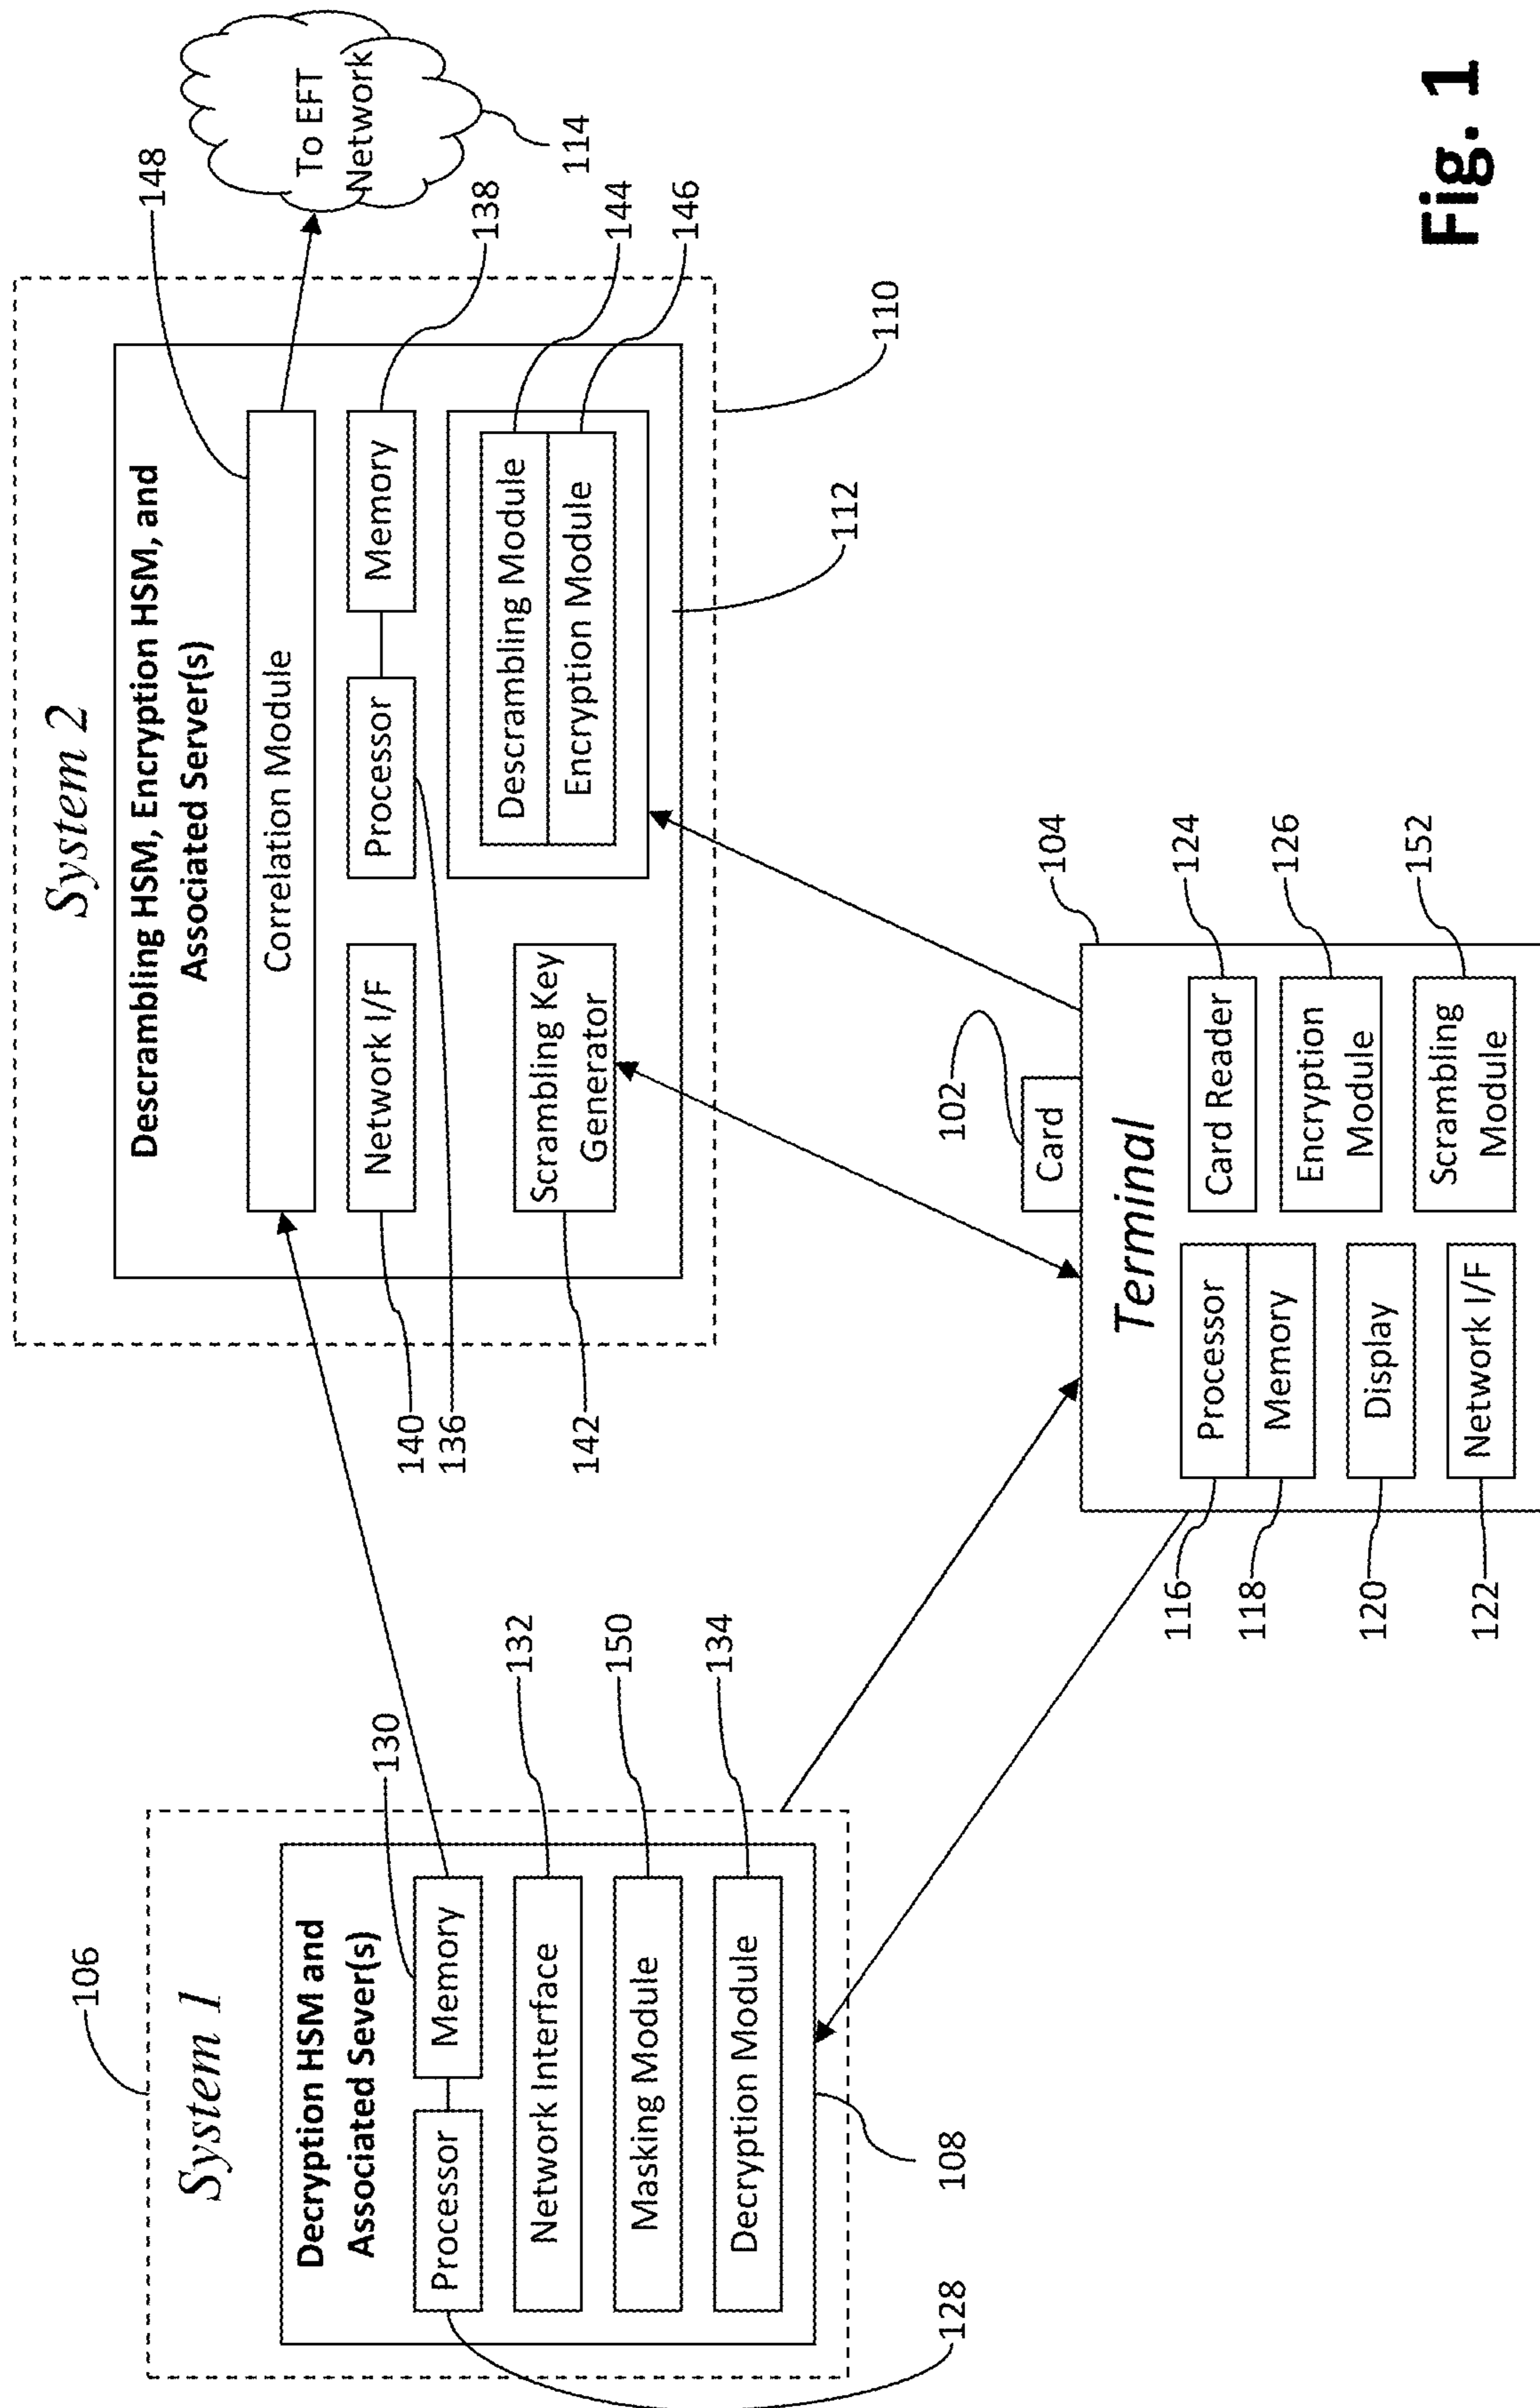 106
System 1
Decryption HSM and
Associated Sever(s)
130
Processor
Memory
Network Interface
132
Masking Module
150
Decryption Module
134
108
128
System 2
Descrambling HSM, Encryption HSM, and
Associated Server(s)
148
Correlation Module
To EFT
Network
114
140
Network I/F
136
Processor
Memory
138
142
Scrambling Key
Generator
Descrambling Module
144
Encryption Module
146
112
110
102
Card
104
Terminal
116
Processor
Card Reader
124
118
Memory
Encryption
Module
126
120
Display
122
Network I/F
Scrambling
Module
152
Fig. 1